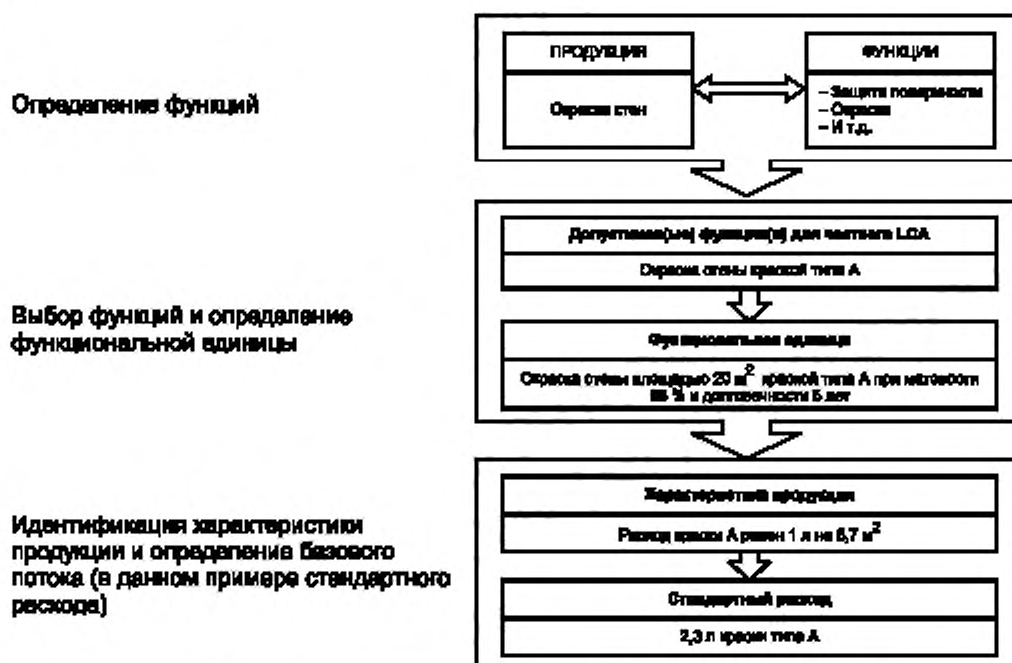 Определение функций
ПРОДУКЦИЯ
Окраска стен
ФУНКЦИИ
– Защита поверхности
– Окраска
– И т.д.
Выбор функций и определение
функциональной единицы
Допустимая(ые) функция(и) для частного LCA
Окраска стены краской типа А
Функциональная единица
Окраска стены площадью 20 м² краской типа А при
% и долговечности 5 лет
Идентификация характеристики
продукции и определение базового
потока (в данном примере стандартного
расхода)
Характеристика продукции
Расход краски А равен 1 л на 8,7 м²
Стандартный расход
2,3 л краски типа А